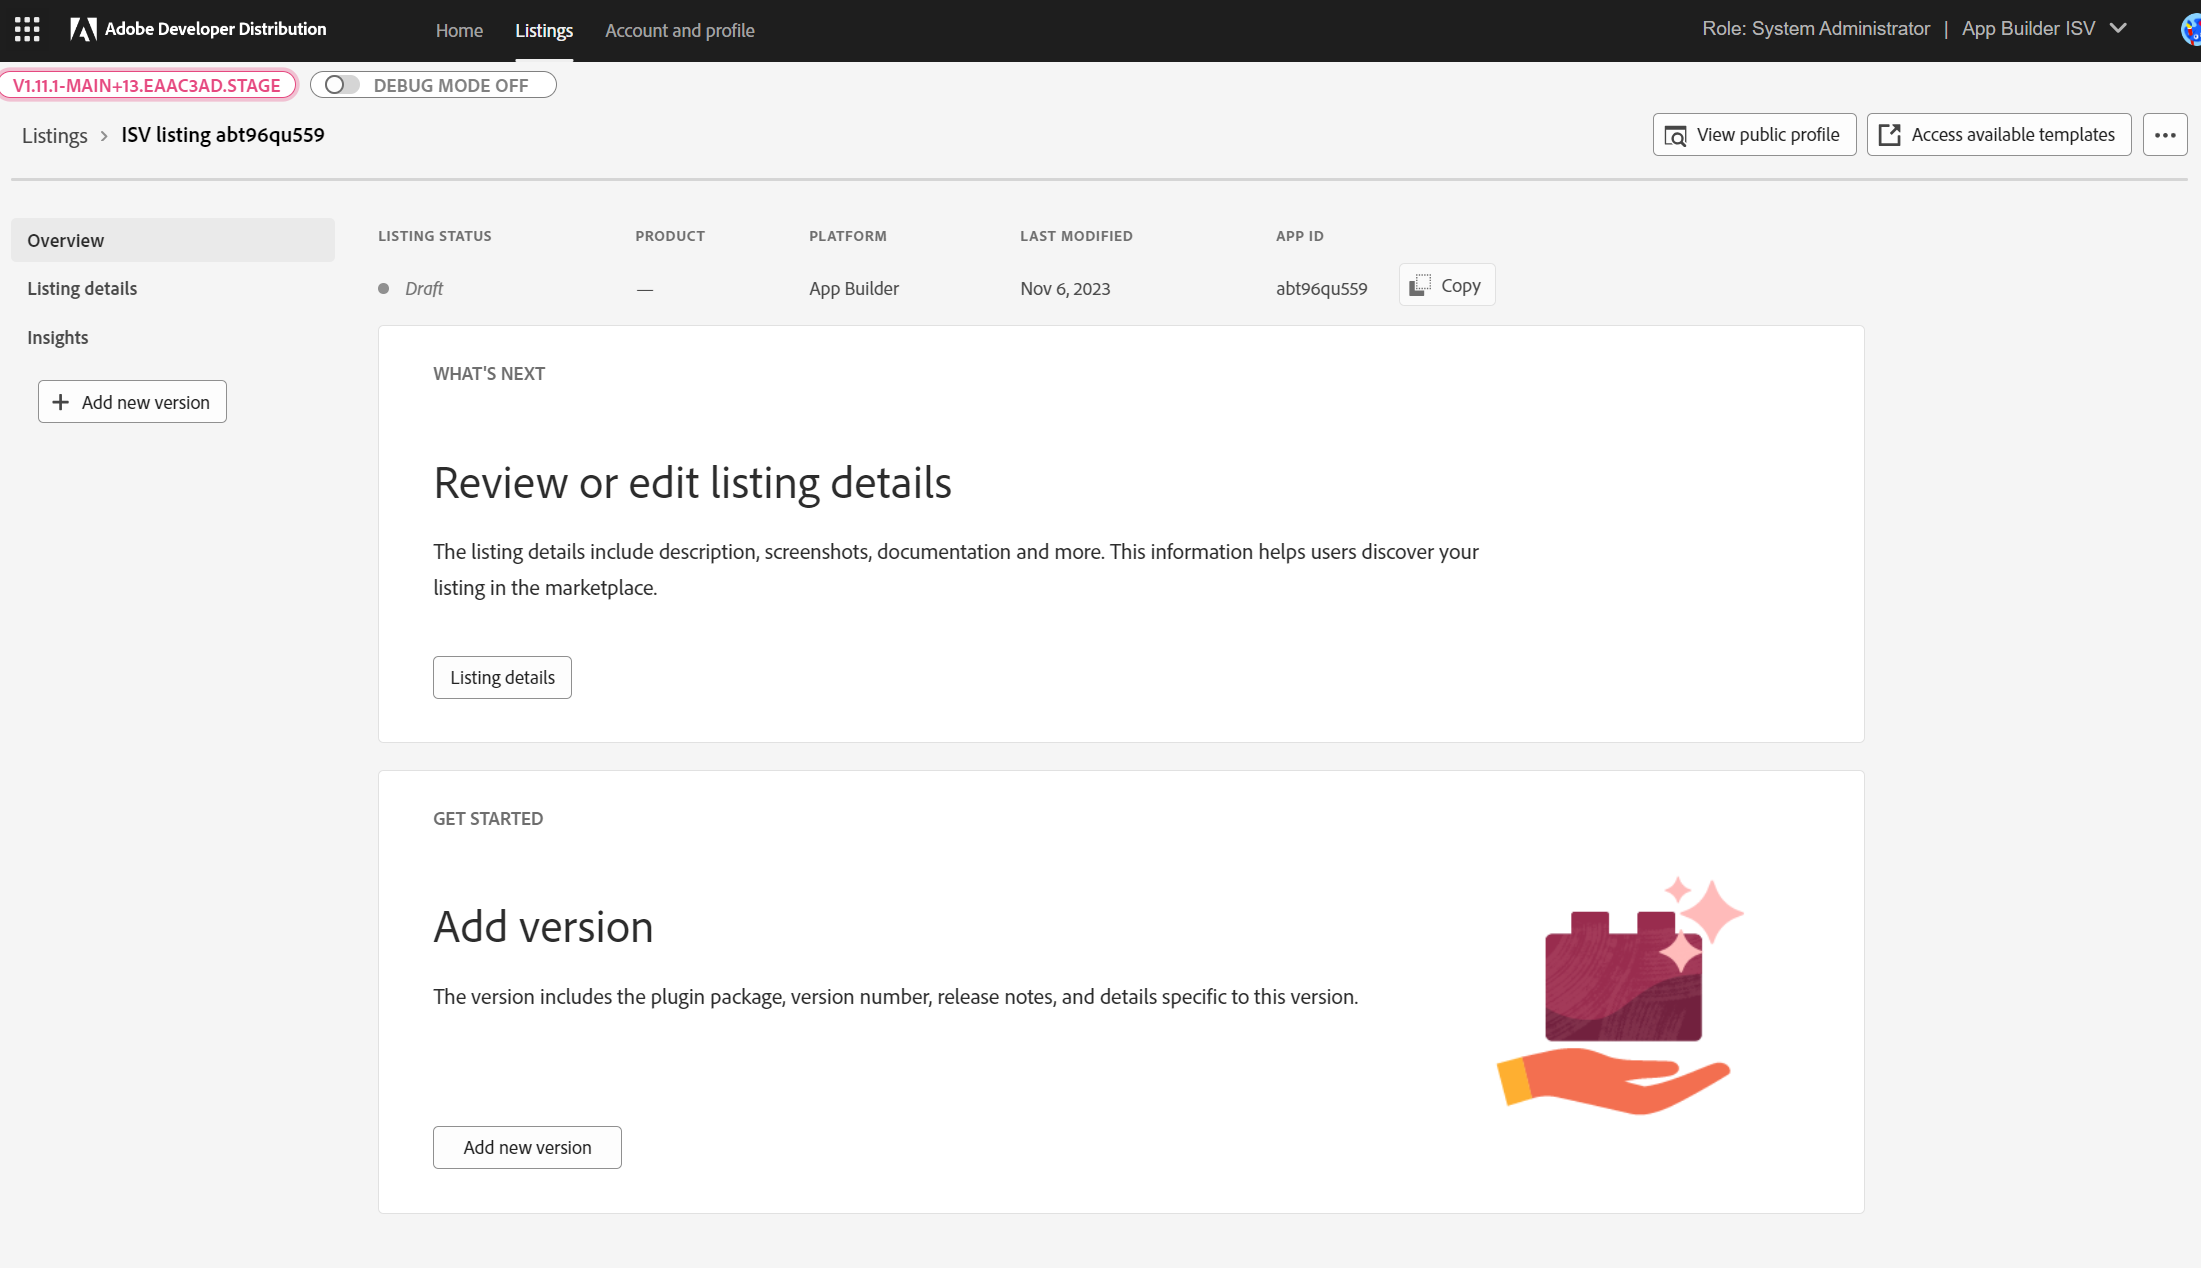 Adobe Developer Distribution
Home
Listings
Account and profile
Role: System Administrator | App Builder ISV
V1.11.1-MAIN+13.EAAC3AD.STAGE
DEBUG MODE OFF
Listings > ISV listing abt96qu559
View public profile
Access available templates
Overview
Listing details
Insights
Add new version
LISTING STATUS
PRODUCT
PLATFORM
LAST MODIFIED
APP ID
Draft
—
App Builder
Nov 6, 2023
abt96qu559
Copy
WHAT'S NEXT
Review or edit listing details
The listing details include description, screenshots, documentation and more. This information helps users discover your
listing in the marketplace.
Listing details
GET STARTED
Add version
The version includes the plugin package, version number, release notes, and details specific to this version.
Add new version